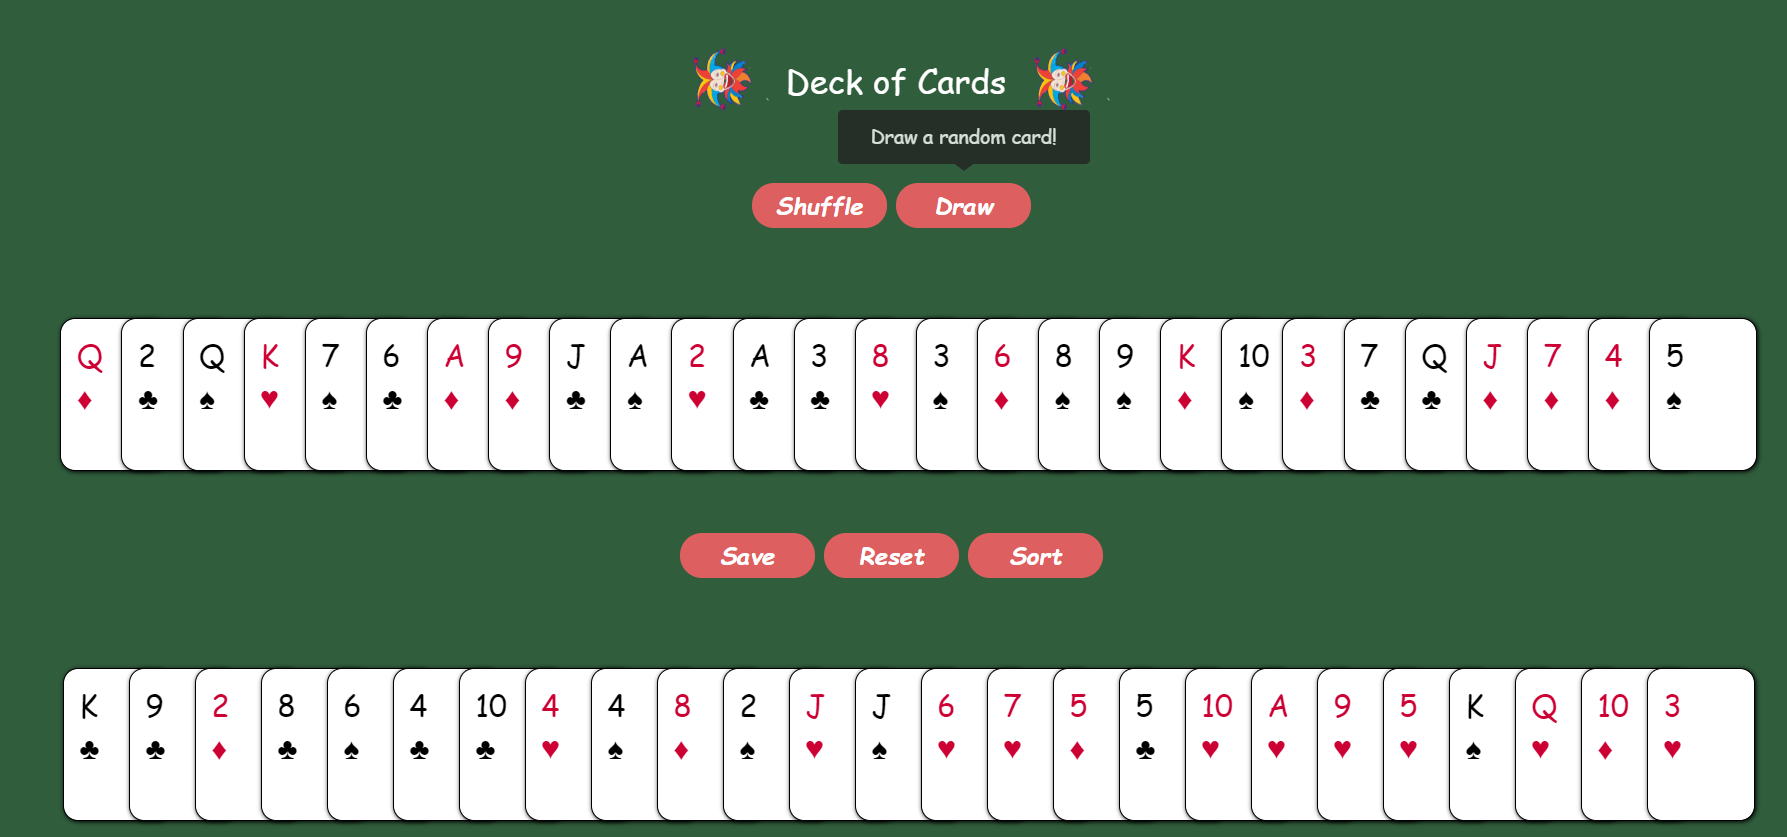 Deck of Cards
Draw a random card!
Shuffle Draw
Q 2 Q K 7 6 A 9 J A 2 A 3 8 3 6 8 9 K 10 3 7 Q J 7 4 5
♦ ♣ ♠ ♥ ♠ ♣ ♦ ♦ ♣ ♠ ♥ ♣ ♣ ♥ ♠ ♦ ♠ ♠ ♦ ♠ ♦ ♣ ♣ ♦ ♦ ♦ ♠
Save Reset Sort
K 9 2 8 6 4 10 4 4 8 2 J J 6 7 5 5 10 A 9 5 K Q 10 3
♣ ♣ ♦ ♣ ♠ ♣ ♣ ♥ ♠ ♦ ♠ ♥ ♠ ♥ ♥ ♦ ♣ ♥ ♥ ♥ ♥ ♠ ♥ ♦ ♥